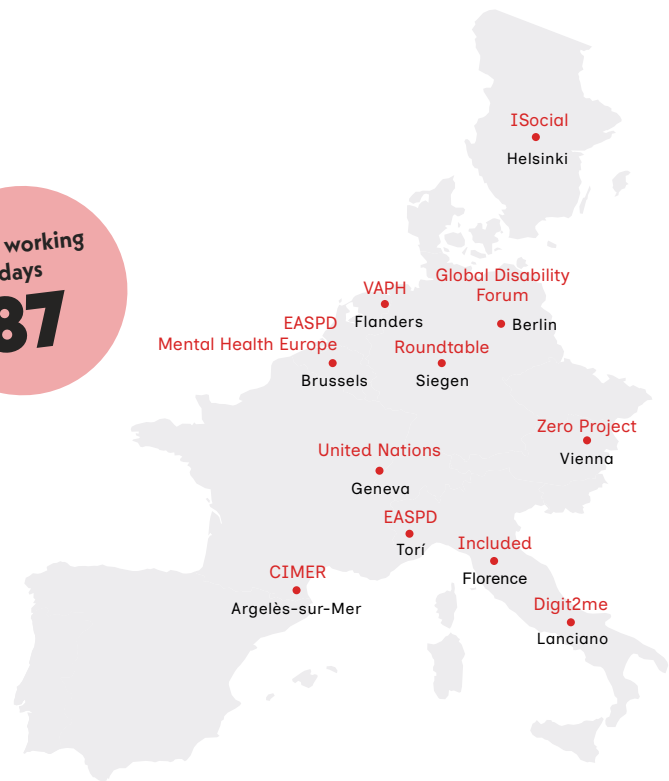 ISocial
Helsinki
working
days
87
VAPH
Flanders
Global Disability
Forum
Berlin
EASPD
Mental Health Europe
Brussels
Roundtable
Siegen
Zero Project
Vienna
United Nations
Geneva
EASPD
Torí
Included
Florence
CIMER
Argelès-sur-Mer
Digit2me
Lanciano